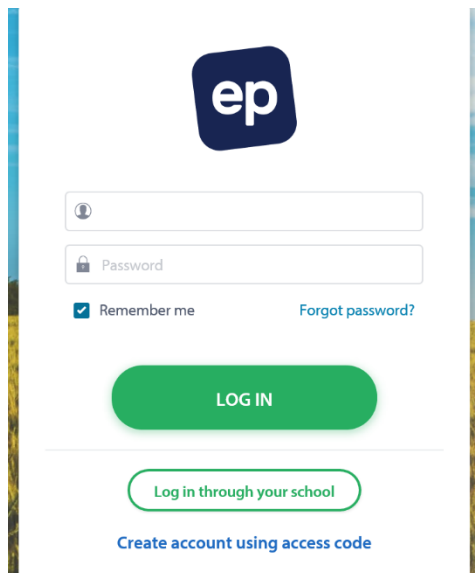 ep
Password
Remember me
Forgot password?
LOG IN
Log in through your school
Create account using access code